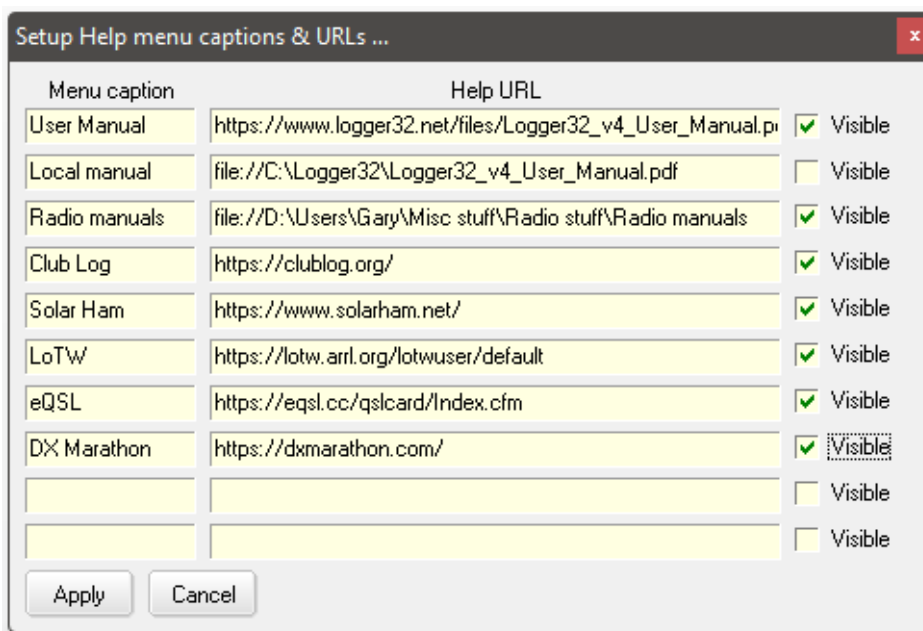 Setup Help menu captions & URLs ...
Menu caption Help URL
User Manual https://www.logger32.net/files/Logger32_v4_User_Manual.p Visible
Local manual file://C:\Logger32\Logger32_v4_User_Manual.pdf Visible
Radio manuals file://D:\Users\Gary\Misc stuff\Radio stuff\Radio manuals Visible
Club Log https://clublog.org/ Visible
Solar Ham https://www.solarham.net/ Visible
LoTW https://lotw.arrl.org/lotwuser/default Visible
eQSL https://eqsl.cc/qslcard/Index.cfm Visible
DX Marathon https://dxmarathon.com/ Visible
Visible
Visible
Apply Cancel